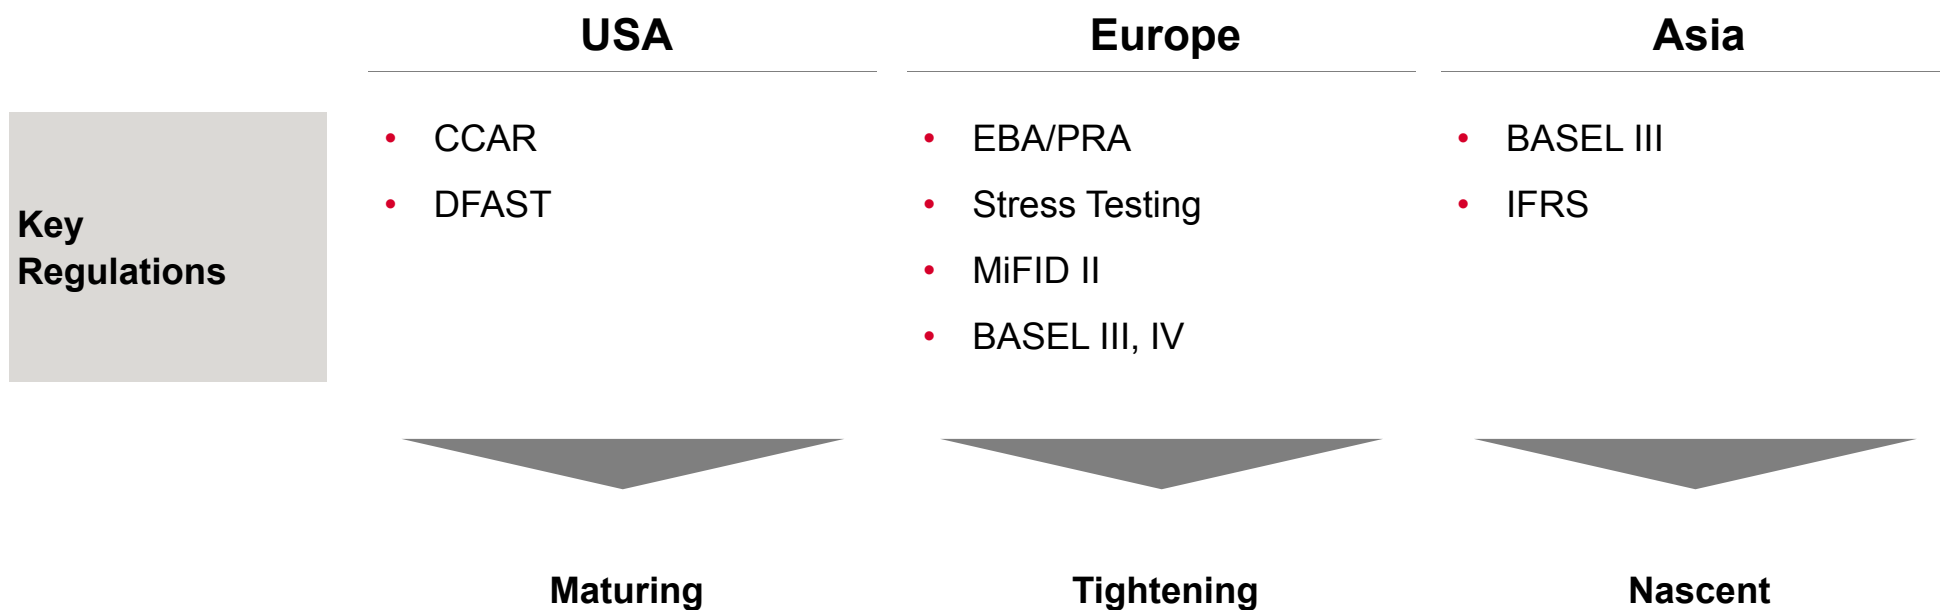 USA
Europe
Asia
Key
Regulations
• CCAR
• DFAST
• EBA/PRA
• Stress Testing
• MiFID II
• BASEL III, IV
• BASEL III
• IFRS
Maturing
Tightening
Nascent